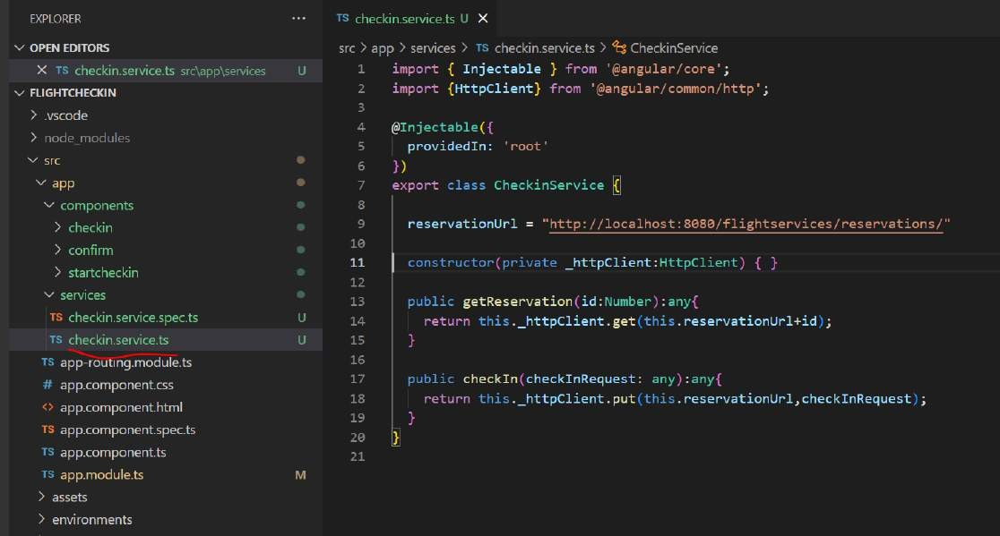 EXPLORER ...
OPEN EDITORS
TS checkin.service.ts src\app\services U
FLIGHTCHECKIN
.vscode
node_modules
src
app
components
checkin
confirm
startcheckin
services
TS checkin.service.spec.ts U
TS checkin.service.ts U
TS app-routing.module.ts
# app.component.css
<> app.component.html
TS app.component.spec.ts
TS app.component.ts
TS app.module.ts M
assets
environments
TS checkin.service.ts U
src > app > services > TS checkin.service.ts > CheckinService
1 import { Injectable } from '@angular/core';
2 import {HttpClient} from '@angular/common/http';
3
4 @Injectable({
5   providedIn: 'root'
6 })
7 export class CheckinService {
8
9   reservationUrl = "http://localhost:8080/flightservices/reservations/"
10
11   constructor(private _httpClient:HttpClient) { }
12
13   public getReservation(id:Number):any{
14     return this._httpClient.get(this.reservationUrl+id);
15   }
16
17   public checkIn(checkInRequest: any):any{
18     return this._httpClient.put(this.reservationUrl,checkInRequest);
19   }
20 }
21